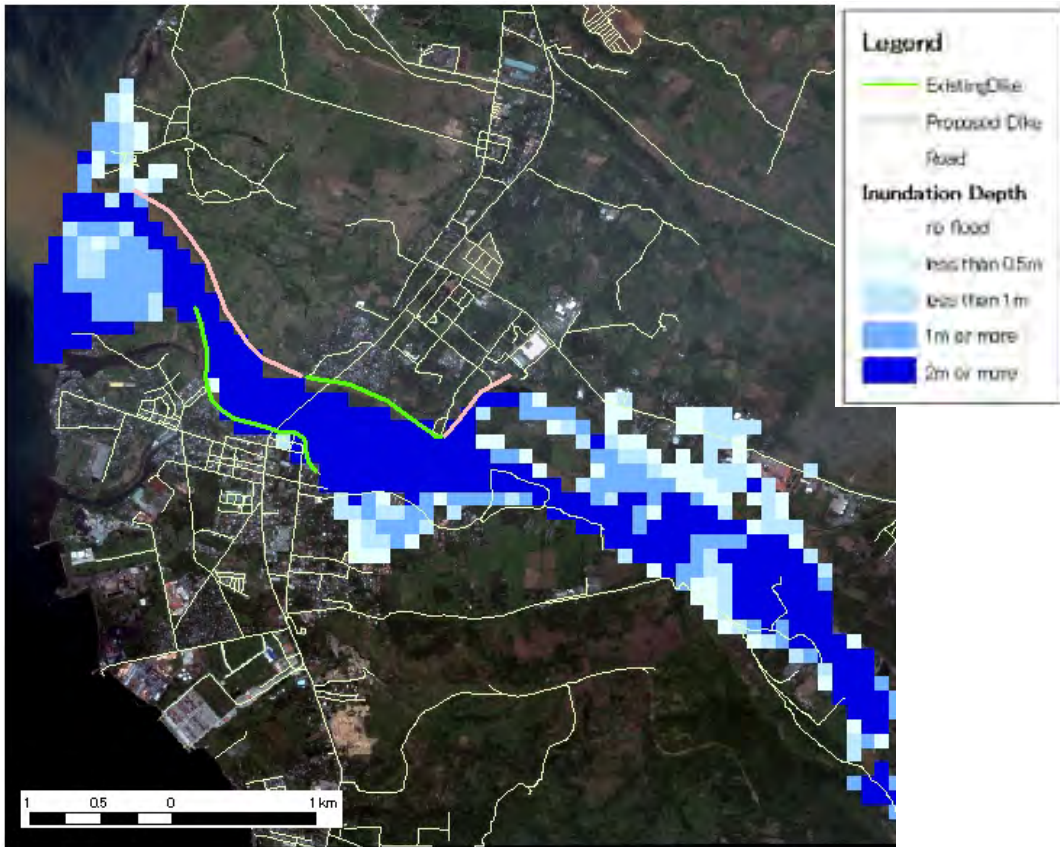 Legend
ExistingDike
Proposed Dike
Road
Inundation Depth
no flood
less than 0.5m
less than 1m
1m or more
2m or more
1 0.5 0 1 km